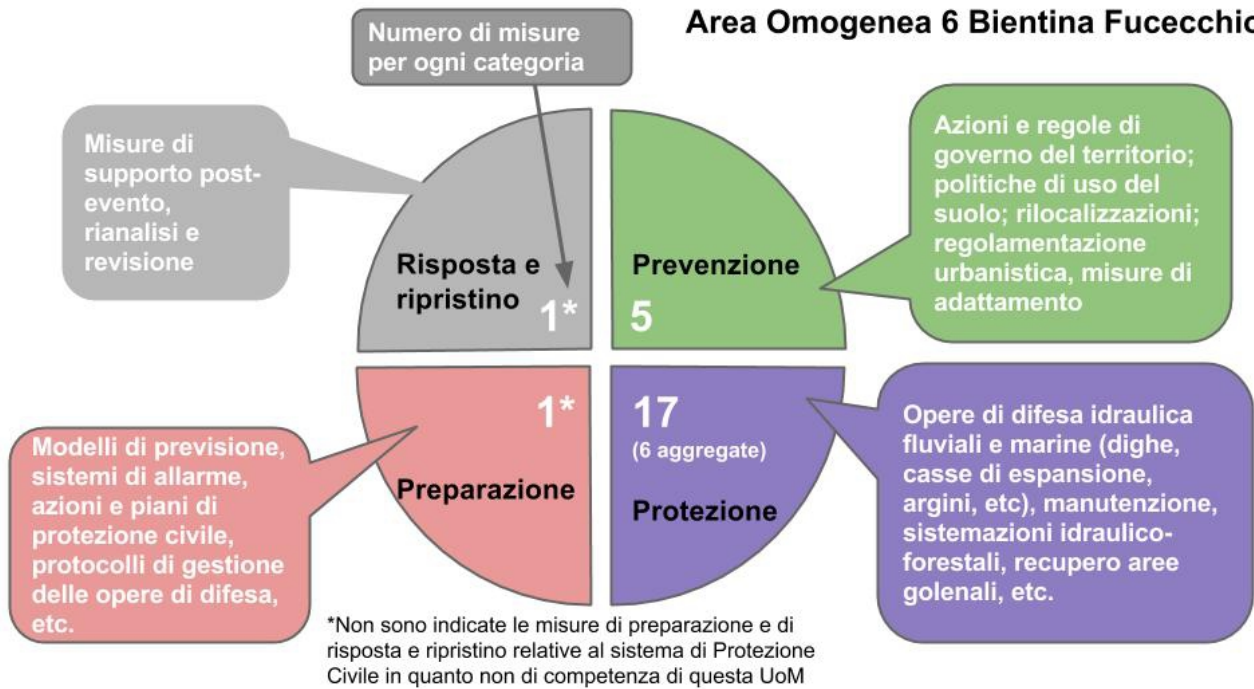 Area Omogenea 6 Bientina Fucecchio
Numero di misure
per ogni categoria
Misure di
supporto post-
evento,
rianalisi e
revisione
Azioni e regole di
governo del territorio;
politiche di uso del
suolo; rilocalizzazioni;
regolamentazione
urbanistica, misure di
adattamento
Risposta e
ripristino
1*
Prevenzione
5
1*
Preparazione
17
(6 aggregate)
Protezione
Modelli di previsione,
sistemi di allarme,
azioni e piani di
protezione civile,
protocolli di gestione
delle opere di difesa,
etc.
Opere di difesa idraulica
fluviali e marine (dighe,
casse di espansione,
argini, etc), manutenzione,
sistemazioni idraulico-
forestali, recupero aree
golenali, etc.
*Non sono indicate le misure di preparazione e di
risposta e ripristino relative al sistema di Protezione
Civile in quanto non di competenza di questa UoM